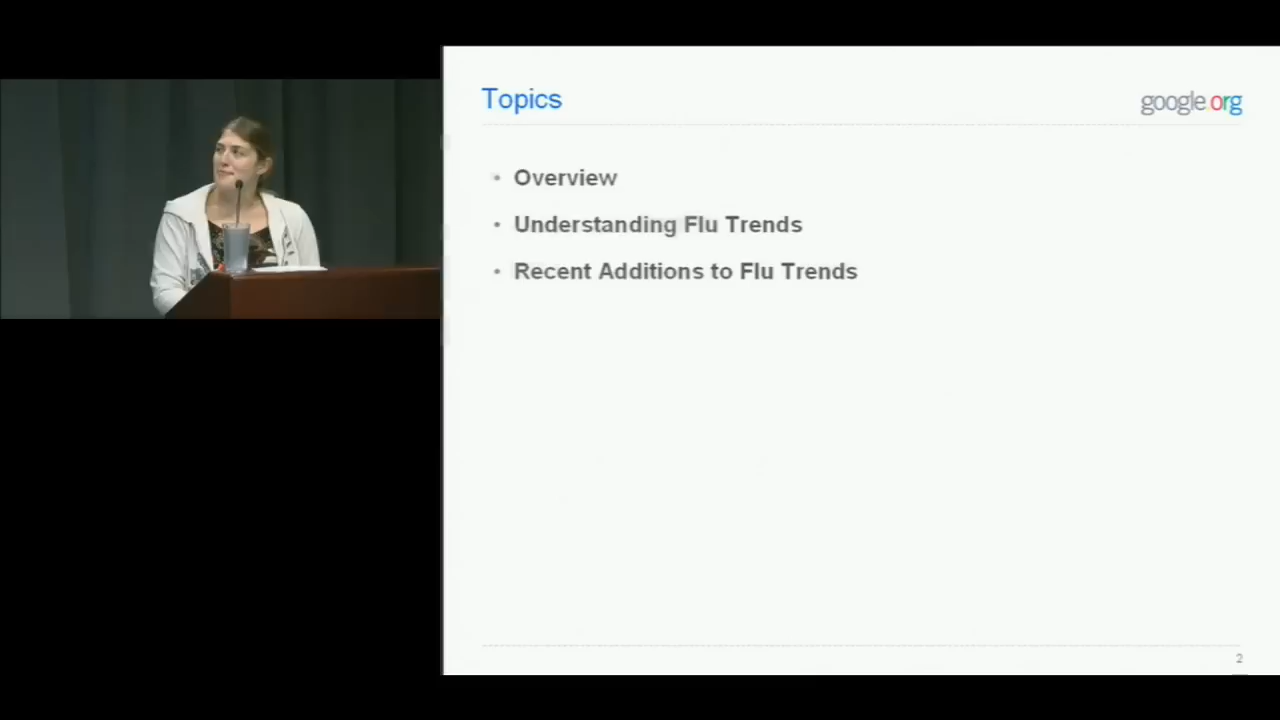 Topics
google.org
• Overview
• Understanding Flu Trends
• Recent Additions to Flu Trends
2